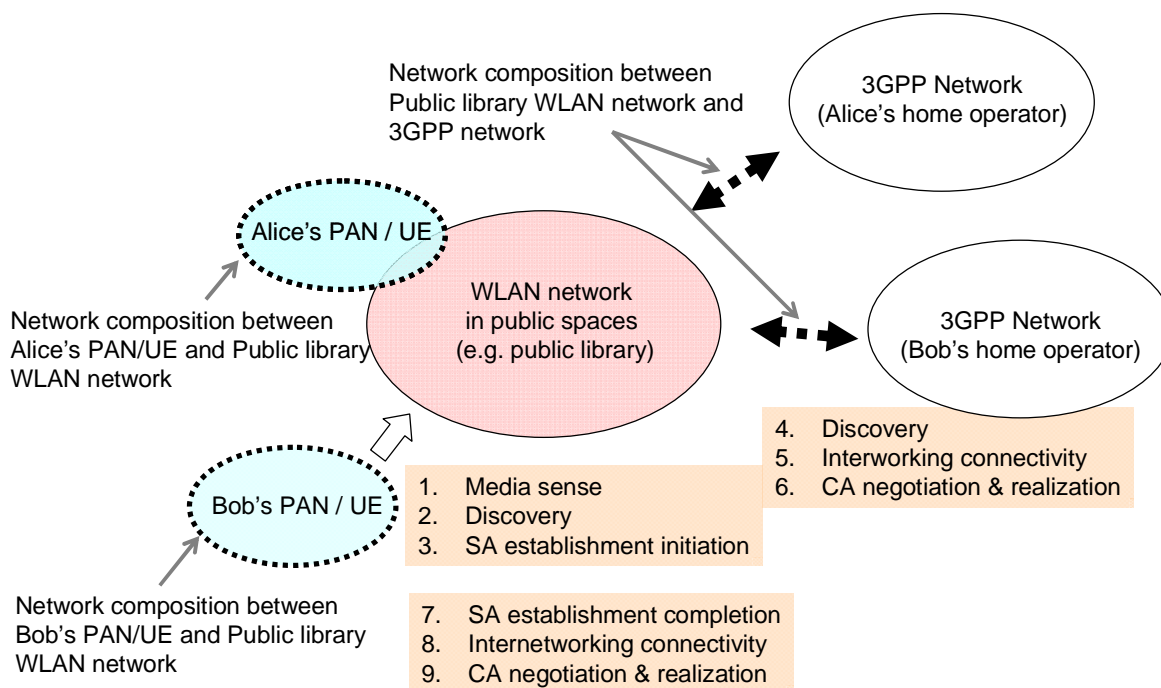 Network composition between
Public library WLAN network and
3GPP network
3GPP Network
(Alice's home operator)
Alice's PAN / UE
WLAN network
in public spaces
(e.g. public library)
Network composition between
Alice's PAN/UE and Public library
WLAN network
3GPP Network
(Bob's home operator)
4. Discovery
5. Interworking connectivity
6. CA negotiation & realization
Bob's PAN / UE
1. Media sense
2. Discovery
3. SA establishment initiation
Network composition between
Bob's PAN/UE and Public library
WLAN network
7. SA establishment completion
8. Internetworking connectivity
9. CA negotiation & realization